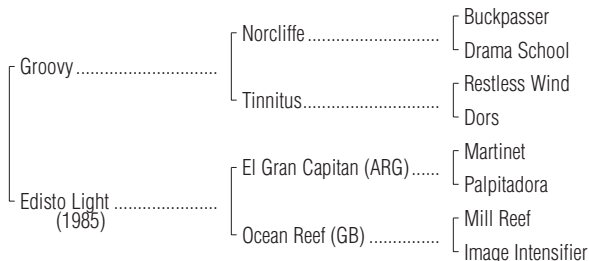 Buckpasser
Norcliffe
Drama School
Groovy
Restless Wind
Tinnitus
Dors
Martinet
El Gran Capitan (ARG)
Palpitadora
Edisto Light
(1985)
Mill Reef
Ocean Reef (GB)
Image Intensifier